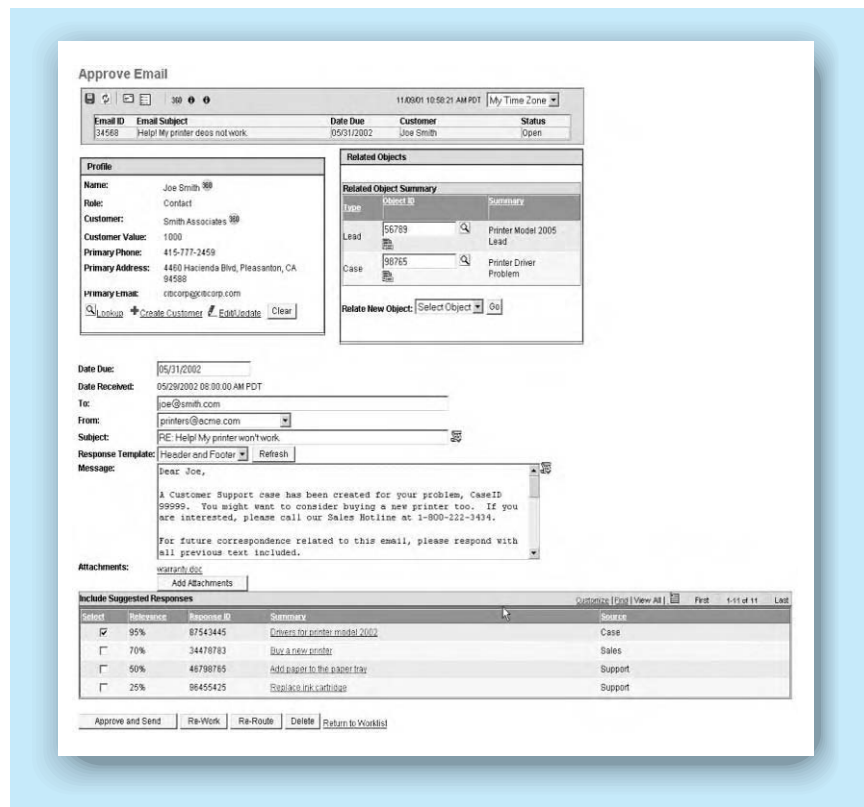 Approve Email
360
11/09/01 10:58:21 AM PDT My Time Zone
Email ID Email Subject Date Due Customer Status
34568 Help! My printer deos not work. 05/31/2002 Joe Smith Open
Profile
Name: Joe Smith 360
Role: Contact
Customer: Smith Associates 360
Customer Value: 1000
Primary Phone: 415-777-2459
Primary Address: 4460 Hacienda Blvd, Pleasanton, CA
94588
Primary Email: citicorp@citicorp.com
Lookup Create Customer Edit/Update Clear
Related Objects
Related Object Summary
Type Object ID Summary
Lead 56789 Printer Model 2005
Lead
Case 98765 Printer Driver
Problem
Relate New Object: Select Object Go
Date Due: 05/31/2002
Date Received: 05/29/2002 08:00:00 AM PDT
To: joe@smith.com
From: printers@acme.com
Subject: RE: Help! My printer won't work.
Response Template: Header and Footer Refresh
Message: Dear Joe,
A Customer Support case has been created for your problem, CaseID
99999. You might want to consider buying a new printer too. If you
are interested, please call our Sales Hotline at 1-800-222-3434.
For future correspondence related to this email, please respond with
all previous text included.
Attachments: warranty.doc
Add Attachments
Include Suggested Responses Customize | Find | View All | First 1-11 of 11 Last
Select Relevance Reponse ID Summary Source
95% 87543445 Drivers for printer model 2002 Case
70% 34478783 Buy a new printer Sales
50% 46798765 Add paper to the paper tray Support
25% 96455425 Replace ink cartridge Support
Approve and Send Re-Work Re-Route Delete Return to Worklist